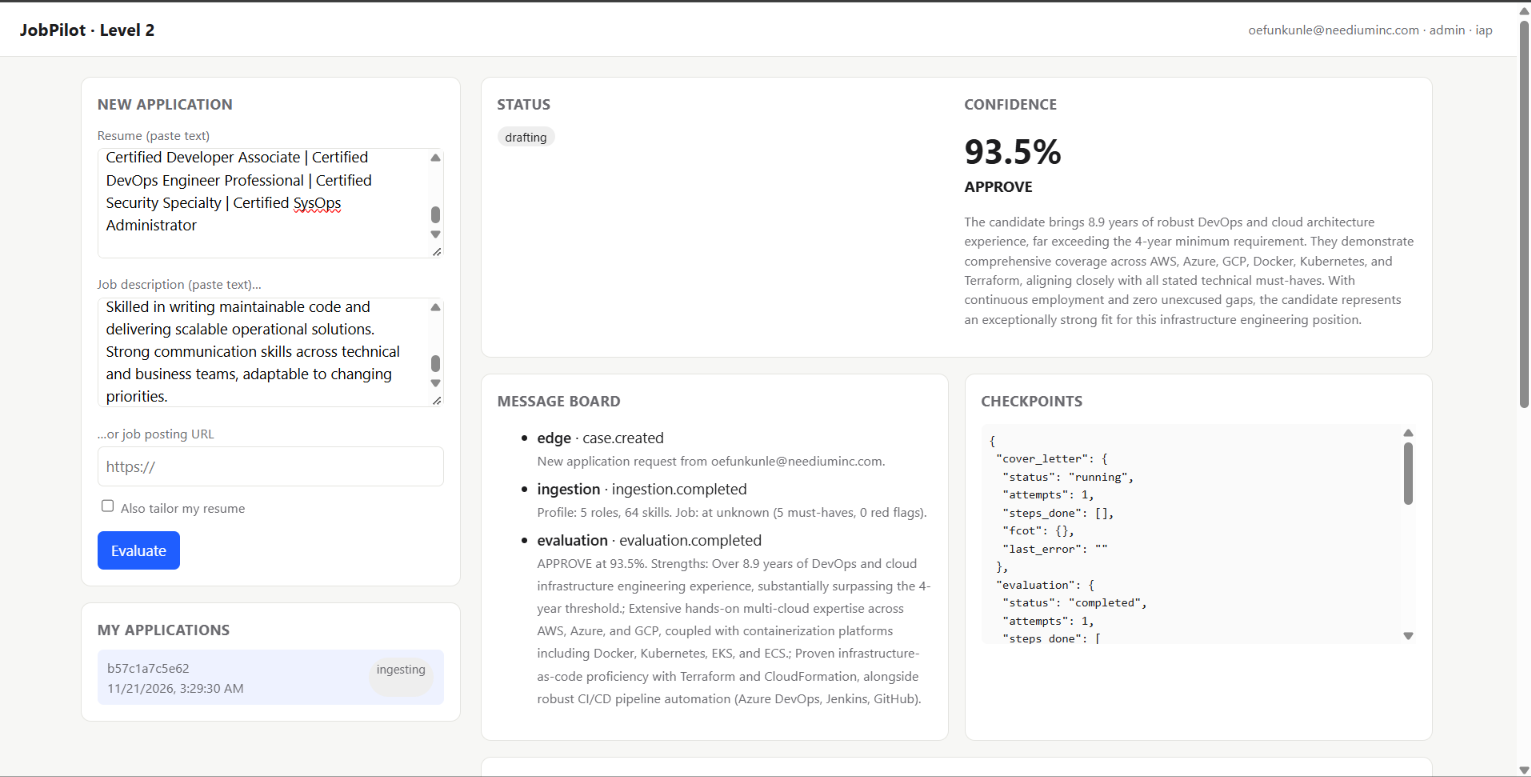 JobPilot · Level 2
oefunkunle@neediuminc.com · admin · iap
NEW APPLICATION
Resume (paste text)
Certified Developer Associate | Certified
DevOps Engineer Professional | Certified
Security Specialty | Certified SysOps
Administrator
Job description (paste text)...
Skilled in writing maintainable code and
delivering scalable operational solutions.
Strong communication skills across technical
and business teams, adaptable to changing
priorities.
...or job posting URL
https://
Also tailor my resume
Evaluate
MY APPLICATIONS
b57c1a7c5e62
ingesting
11/21/2026, 3:29:30 AM
STATUS
drafting
CONFIDENCE
93.5%
APPROVE
The candidate brings 8.9 years of robust DevOps and cloud architecture
experience, far exceeding the 4-year minimum requirement. They demonstrate
comprehensive coverage across AWS, Azure, GCP, Docker, Kubernetes, and
Terraform, aligning closely with all stated technical must-haves. With
continuous employment and zero unexcused gaps, the candidate represents
an exceptionally strong fit for this infrastructure engineering position.
MESSAGE BOARD
edge · case.created
New application request from oefunkunle@neediuminc.com.
ingestion · ingestion.completed
Profile: 5 roles, 64 skills. Job: at unknown (5 must-haves, 0 red flags).
evaluation · evaluation.completed
APPROVE at 93.5%. Strengths: Over 8.9 years of DevOps and cloud
infrastructure engineering experience, substantially surpassing the 4-
year threshold.; Extensive hands-on multi-cloud expertise across
AWS, Azure, and GCP, coupled with containerization platforms
including Docker, Kubernetes, EKS, and ECS.; Proven infrastructure-
as-code proficiency with Terraform and CloudFormation, alongside
robust CI/CD pipeline automation (Azure DevOps, Jenkins, GitHub).
CHECKPOINTS
{
"cover_letter": {
"status": "running",
"attempts": 1,
"steps_done": [],
"fcot": {},
"last_error": ""
},
"evaluation": {
"status": "completed",
"attempts": 1,
"steps_done": [